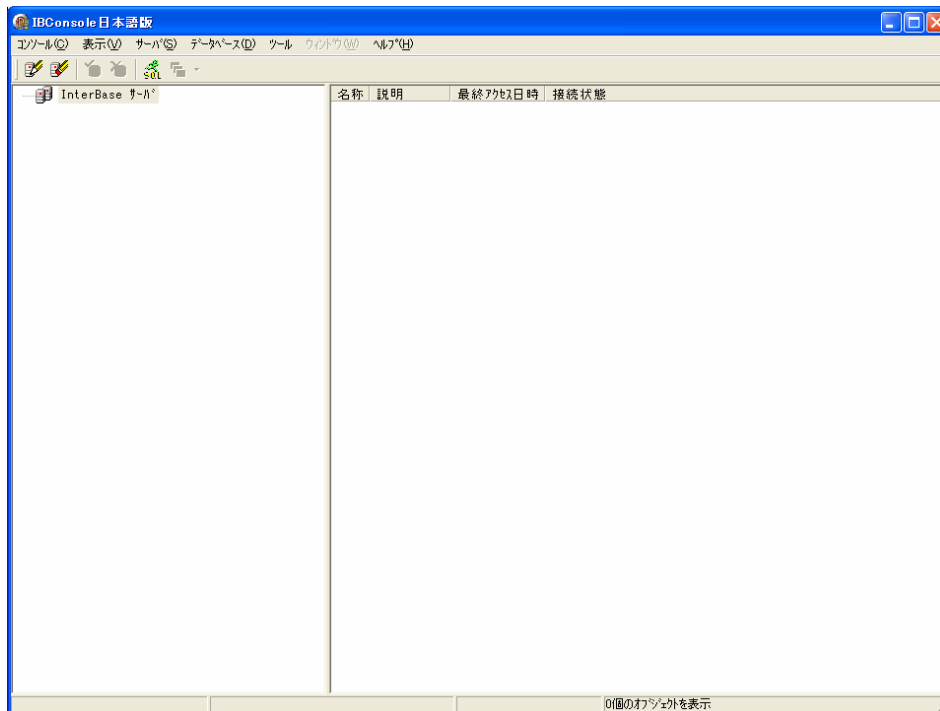 IBConsole日本語版
コンソール(C) 表示(V) サーバ(S) データベース(D) ツール ウィンドウ(W) ヘルプ(H)
SQL
InterBase サーバ
名称 説明 最終アクセス日時 接続状態
0個のオブジェクトを表示